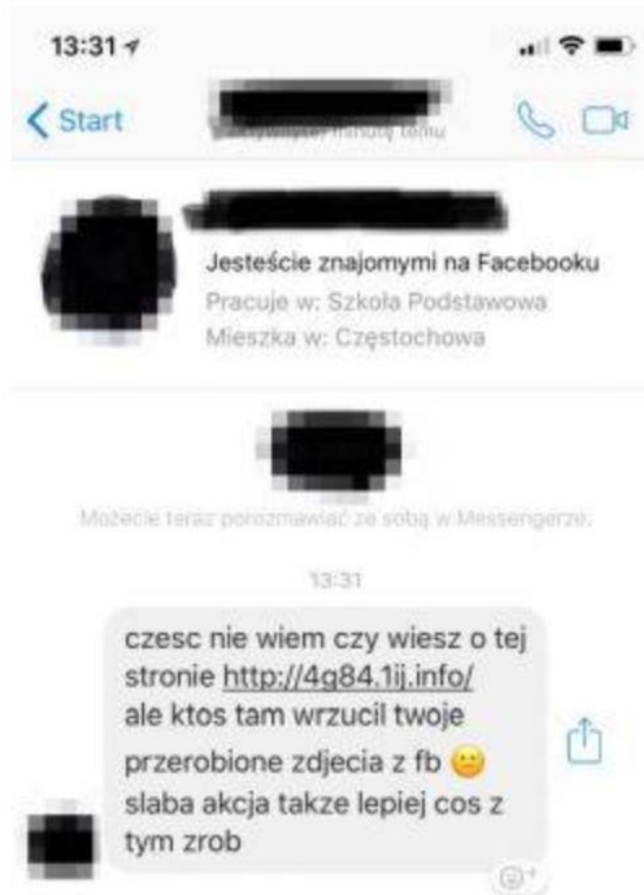 13:31
Start
minutę temu
Jesteście znajomymi na Facebooku
Pracuje w: Szkoła Podstawowa
Mieszka w: Częstochowa
Możecie teraz porozmawiać ze sobą w Messengerze.
13:31
czesc nie wiem czy wiesz o tej
stronie http://4g84.1ij.info/
ale ktos tam wrzucil twoje
przerobione zdjecia z fb 😕
slaba akcja takze lepiej cos z
tym zrob